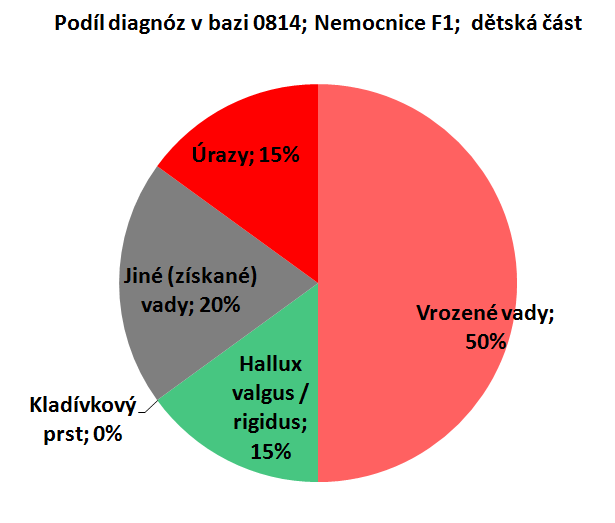 Podíl diagnóz v bazi 0814; Nemocnice F1; dětská část
Úrazy; 15%
Jiné (získané)
vady; 20%
Vrozené vady;
50%
Hallux
valgus /
rigidus;
15%
Kladívkový
prst; 0%